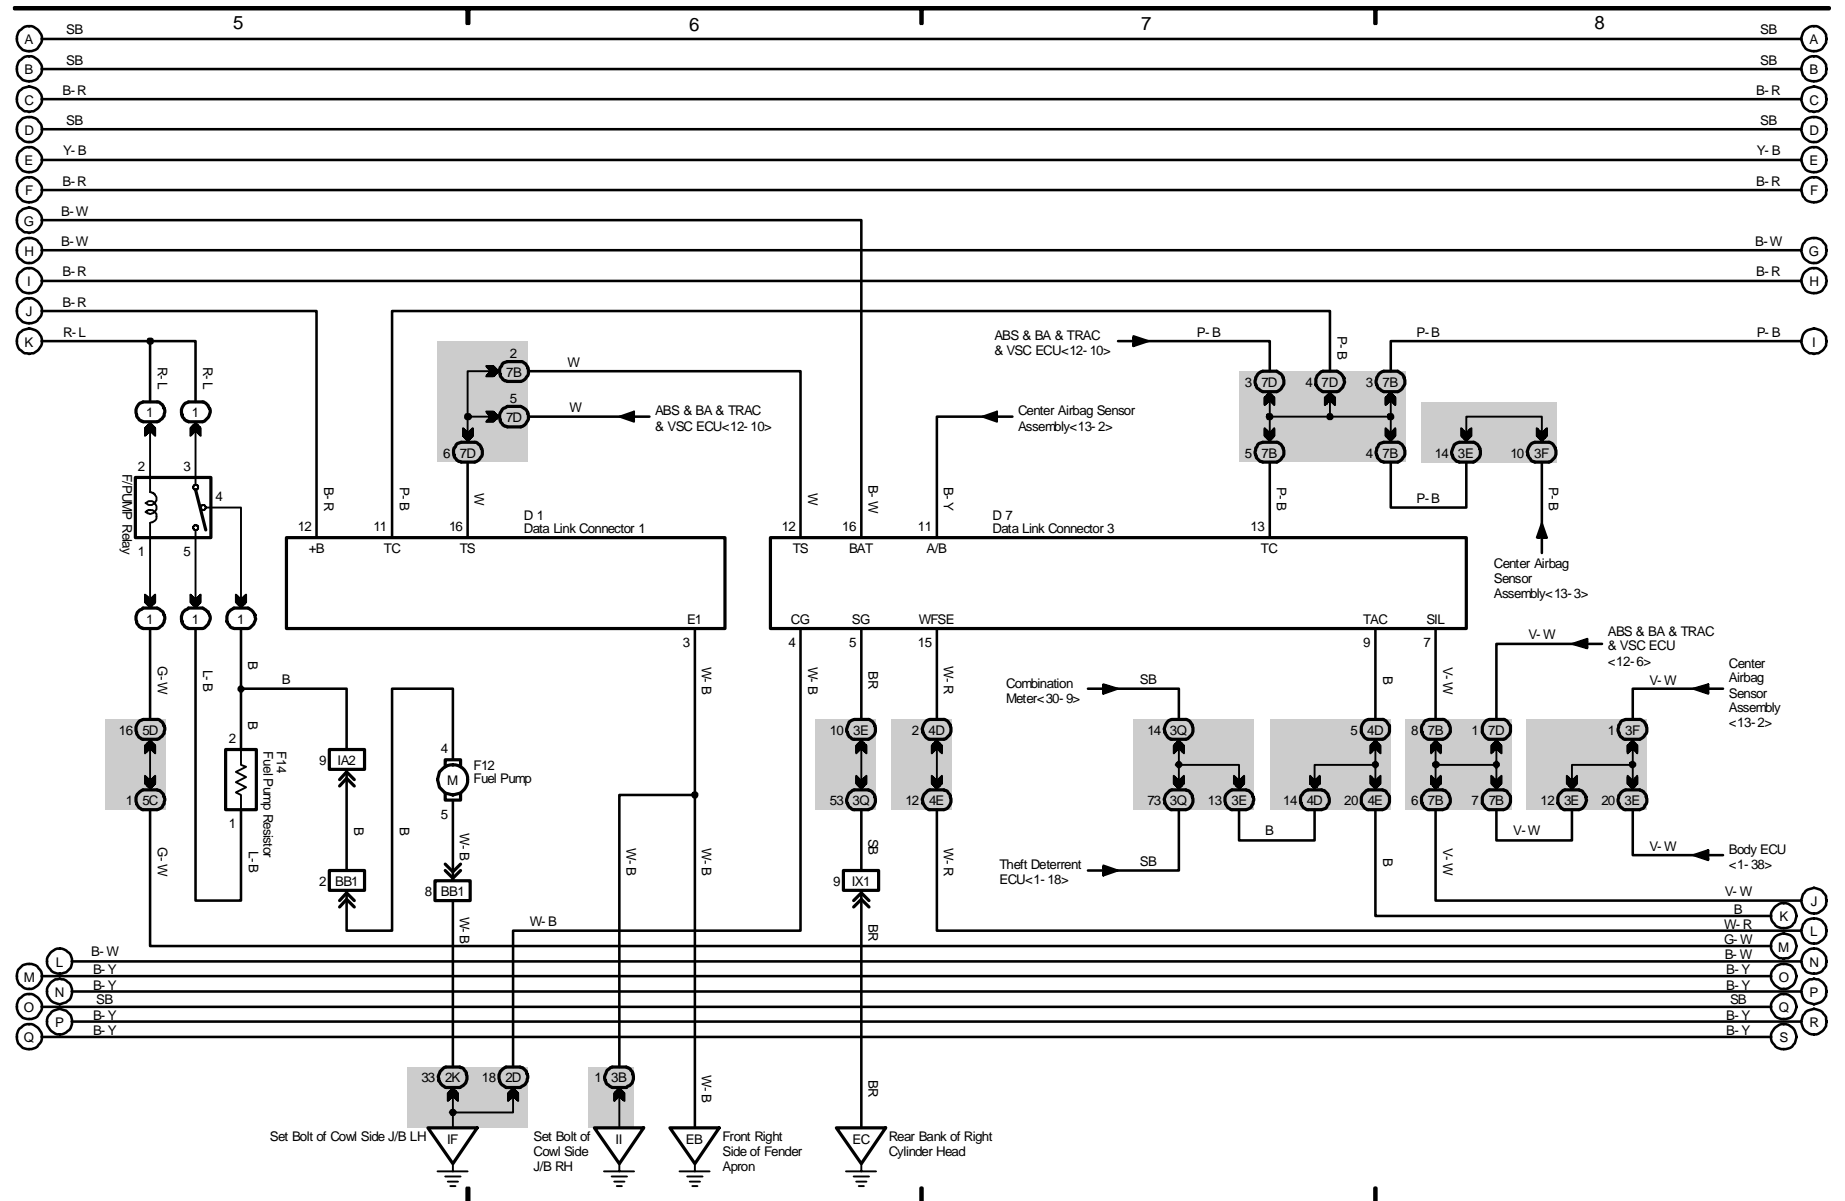 5 6 7 8
A SB SB A
B SB SB B
C B-R B-R C
D SB SB D
E Y-B Y-B E
F B-R B-R F
G B-W
H B-W B-W G
I B-R B-R H
J B-R
K R-L
ABS & BA & TRAC
& VSC ECU<12-10>
P-B P-B P-B I
R-L R-L
2
7B W
P-B
3 7D 4 7D 3 7B
1 1
5
7D W
ABS & BA & TRAC
& VSC ECU<12-10>
Center Airbag Sensor
Assembly<13-2>
6 7D
5 7B 4 7B 14 3E 10 3F
2 3
4
F/PUMP Relay
1 5
B-R P-B W W B-W B-Y P-B P-B P-B
D 1
Data Link Connector 1
D 7
Data Link Connector 3
12 11 16 12 16 11 13
+B TC TS TS BAT A/B TC
Center Airbag
Sensor
Assembly<13-3>
1 1 1
E1 CG SG WFSE TAC SIL
3 4 5 15 9 7
V-W
ABS & BA & TRAC
& VSC ECU
<12-6>
G-W L-B B B W-B W-B BR W-R B V-W
Combination
Meter<30-9>
SB
V-W
Center
Airbag
Sensor
Assembly
<13-2>
16 5D B
10 3E 2 4D 14 3Q 5 4D 8 7B 1 7D 1 3F
2
F14
Fuel Pump Resistor
1
9 IA2
4
M
F12
Fuel Pump
5
1 5C
53 3Q 12 4E 73 3Q 13 3E 14 4D 20 4E 6 7B 7 7B 12 3E 20 3E
B V-W
G-W L-B B B W-B W-B W-B SB W-R B V-W
Theft Deterrent
ECU<1-18>
SB
V-W
Body ECU
<1-38>
2 BB1 8 BB1 9 IX1
V-W J
B K
W-B W-B BR
W-R L
G-W M
L B-W B-W N
M B-Y B-Y O
N B-Y B-Y P
O SB SB Q
P B-Y B-Y R
Q B-Y B-Y S
33 2K 18 2D 1 3B W-B BR
Set Bolt of Cowl Side J/B LH IF
Set Bolt of
Cowl Side
J/B RH
II
EB
Front Right
Side of Fender
Apron
EC
Rear Bank of Right
Cylinder Head